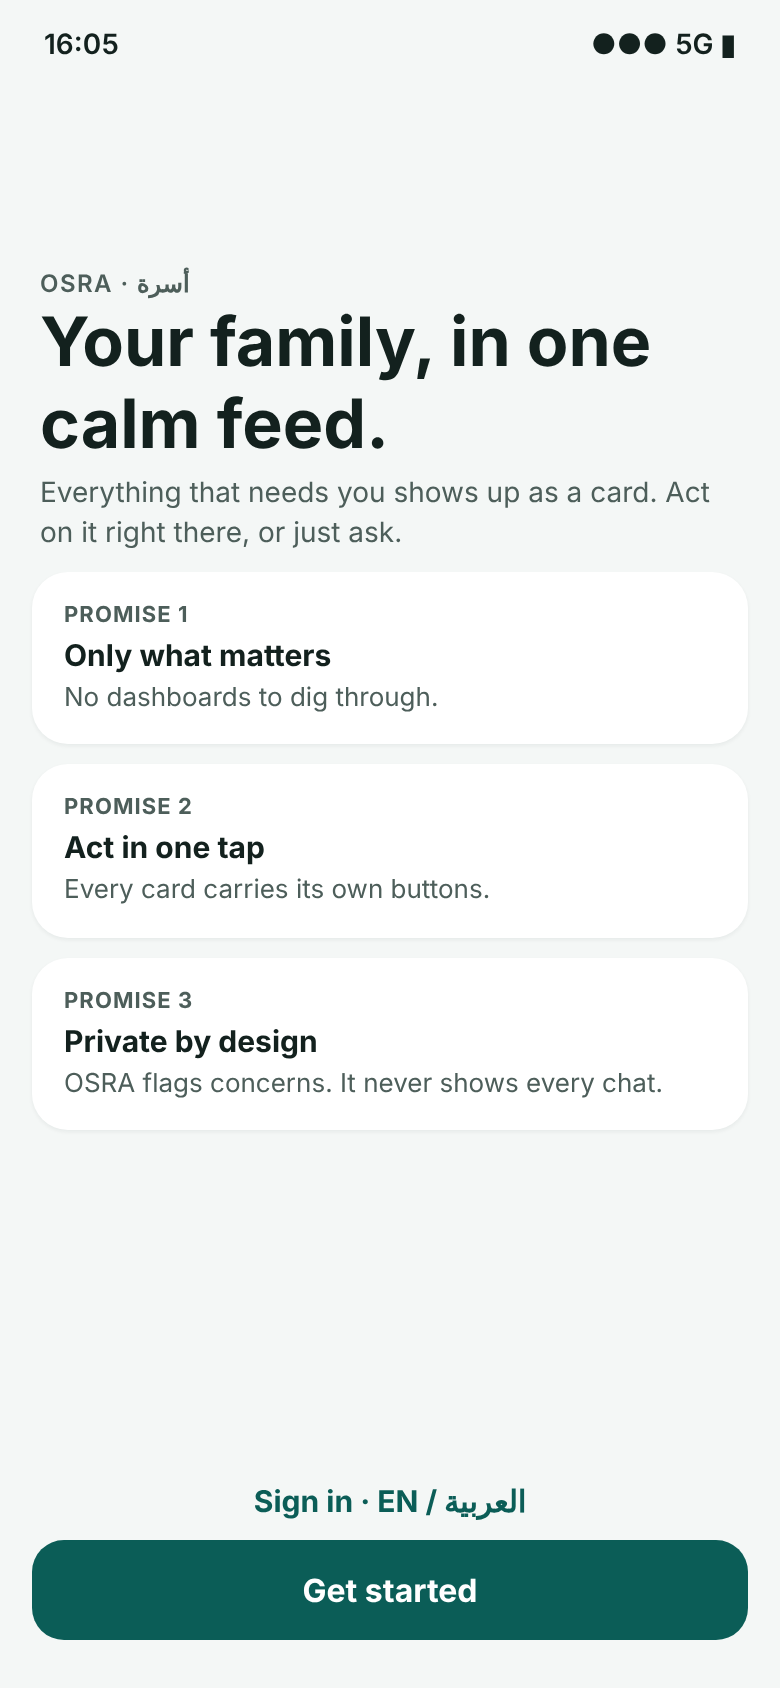 16:05
5G
OSRA · أسرة
Your family, in one
calm feed.
Everything that needs you shows up as a card. Act
on it right there, or just ask.
PROMISE 1
Only what matters
No dashboards to dig through.
PROMISE 2
Act in one tap
Every card carries its own buttons.
PROMISE 3
Private by design
OSRA flags concerns. It never shows every chat.
Sign in · EN / العربية
Get started